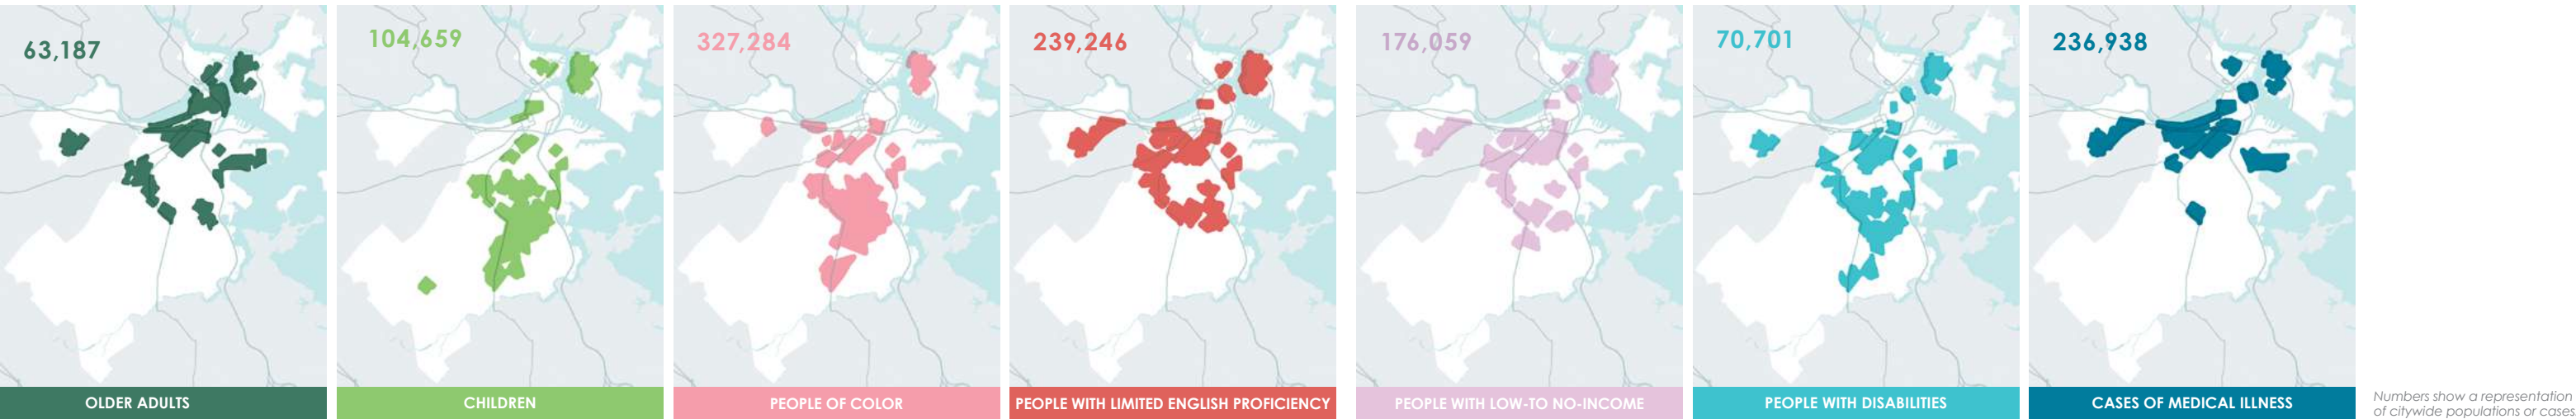 63,187
104,659
327,284
239,246
176,059
70,701
236,938
OLDER ADULTS
CHILDREN
PEOPLE OF COLOR
PEOPLE WITH LIMITED ENGLISH PROFICIENCY
PEOPLE WITH LOW-TO NO-INCOME
PEOPLE WITH DISABILITIES
CASES OF MEDICAL ILLNESS
Numbers show a representation
of citywide populations or cases